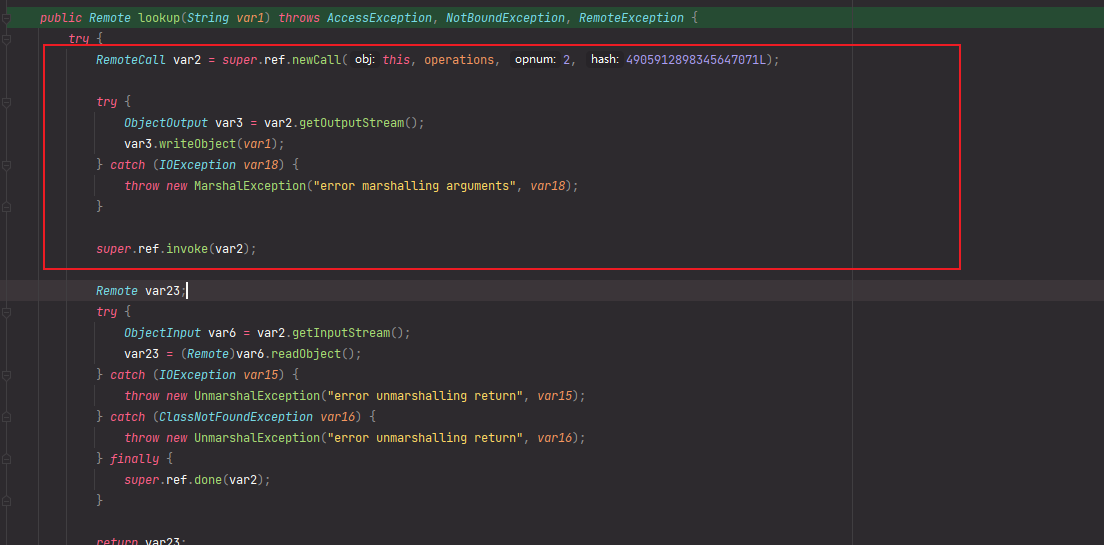 public Remote lookup(String var1) throws AccessException, NotBoundException, RemoteException {
try {
RemoteCall var2 = super.ref.newCall( obj: this, operations, opnum: 2, hash: 4905912898345647071L);
try {
ObjectOutput var3 = var2.getOutputStream();
var3.writeObject(var1);
} catch (IOException var18) {
throw new MarshalException("error marshalling arguments", var18);
}
super.ref.invoke(var2);
Remote var23;
try {
ObjectInput var6 = var2.getInputStream();
var23 = (Remote)var6.readObject();
} catch (IOException var15) {
throw new UnmarshalException("error unmarshalling return", var15);
} catch (ClassNotFoundException var16) {
throw new UnmarshalException("error unmarshalling return", var16);
} finally {
super.ref.done(var2);
}
return var23;